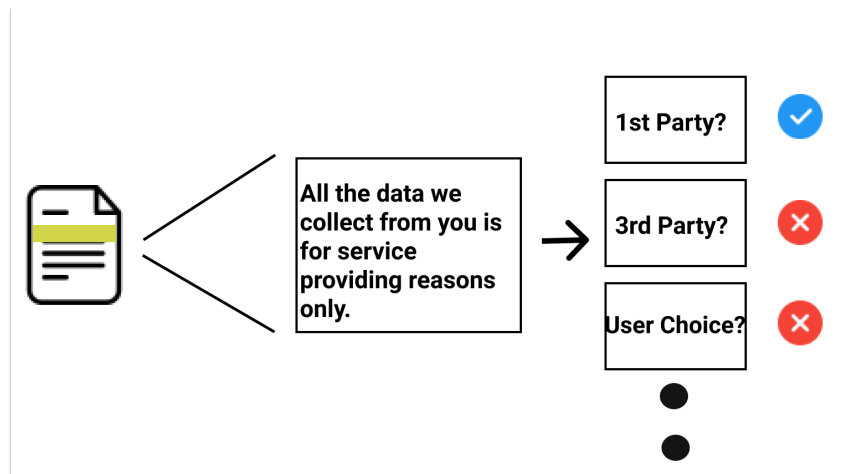 All the data we
collect from you is
for service
providing reasons
only.
1st Party?
3rd Party?
User Choice?